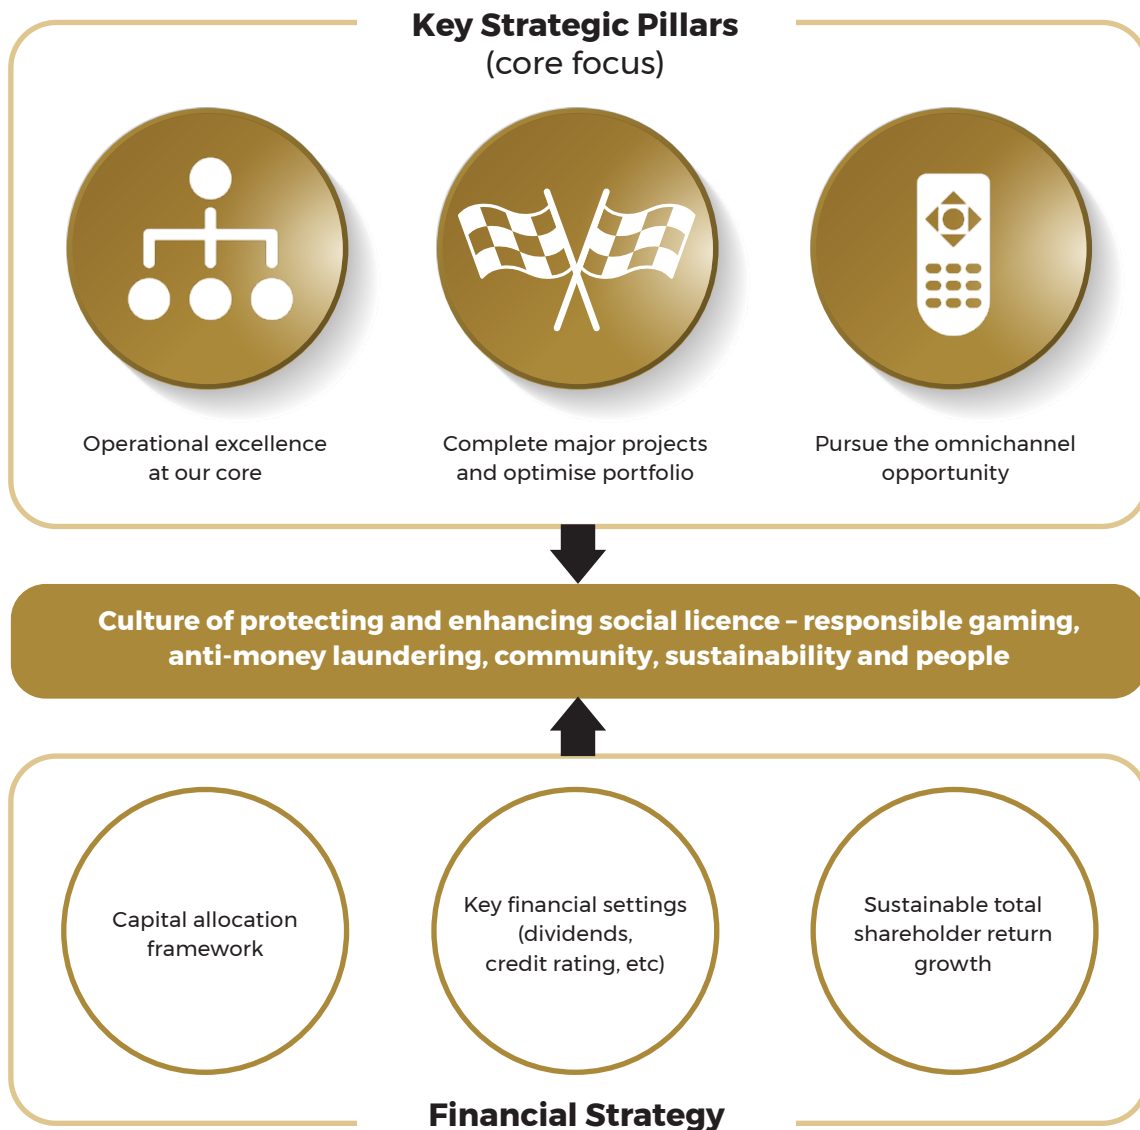 Key Strategic Pillars
(core focus)
Operational excellence
at our core
Complete major projects
and optimise portfolio
Pursue the omnichannel
opportunity
Culture of protecting and enhancing social licence – responsible gaming,
anti-money laundering, community, sustainability and people
Capital allocation
framework
Key financial settings
(dividends,
credit rating, etc)
Sustainable total
shareholder return
growth
Financial Strategy